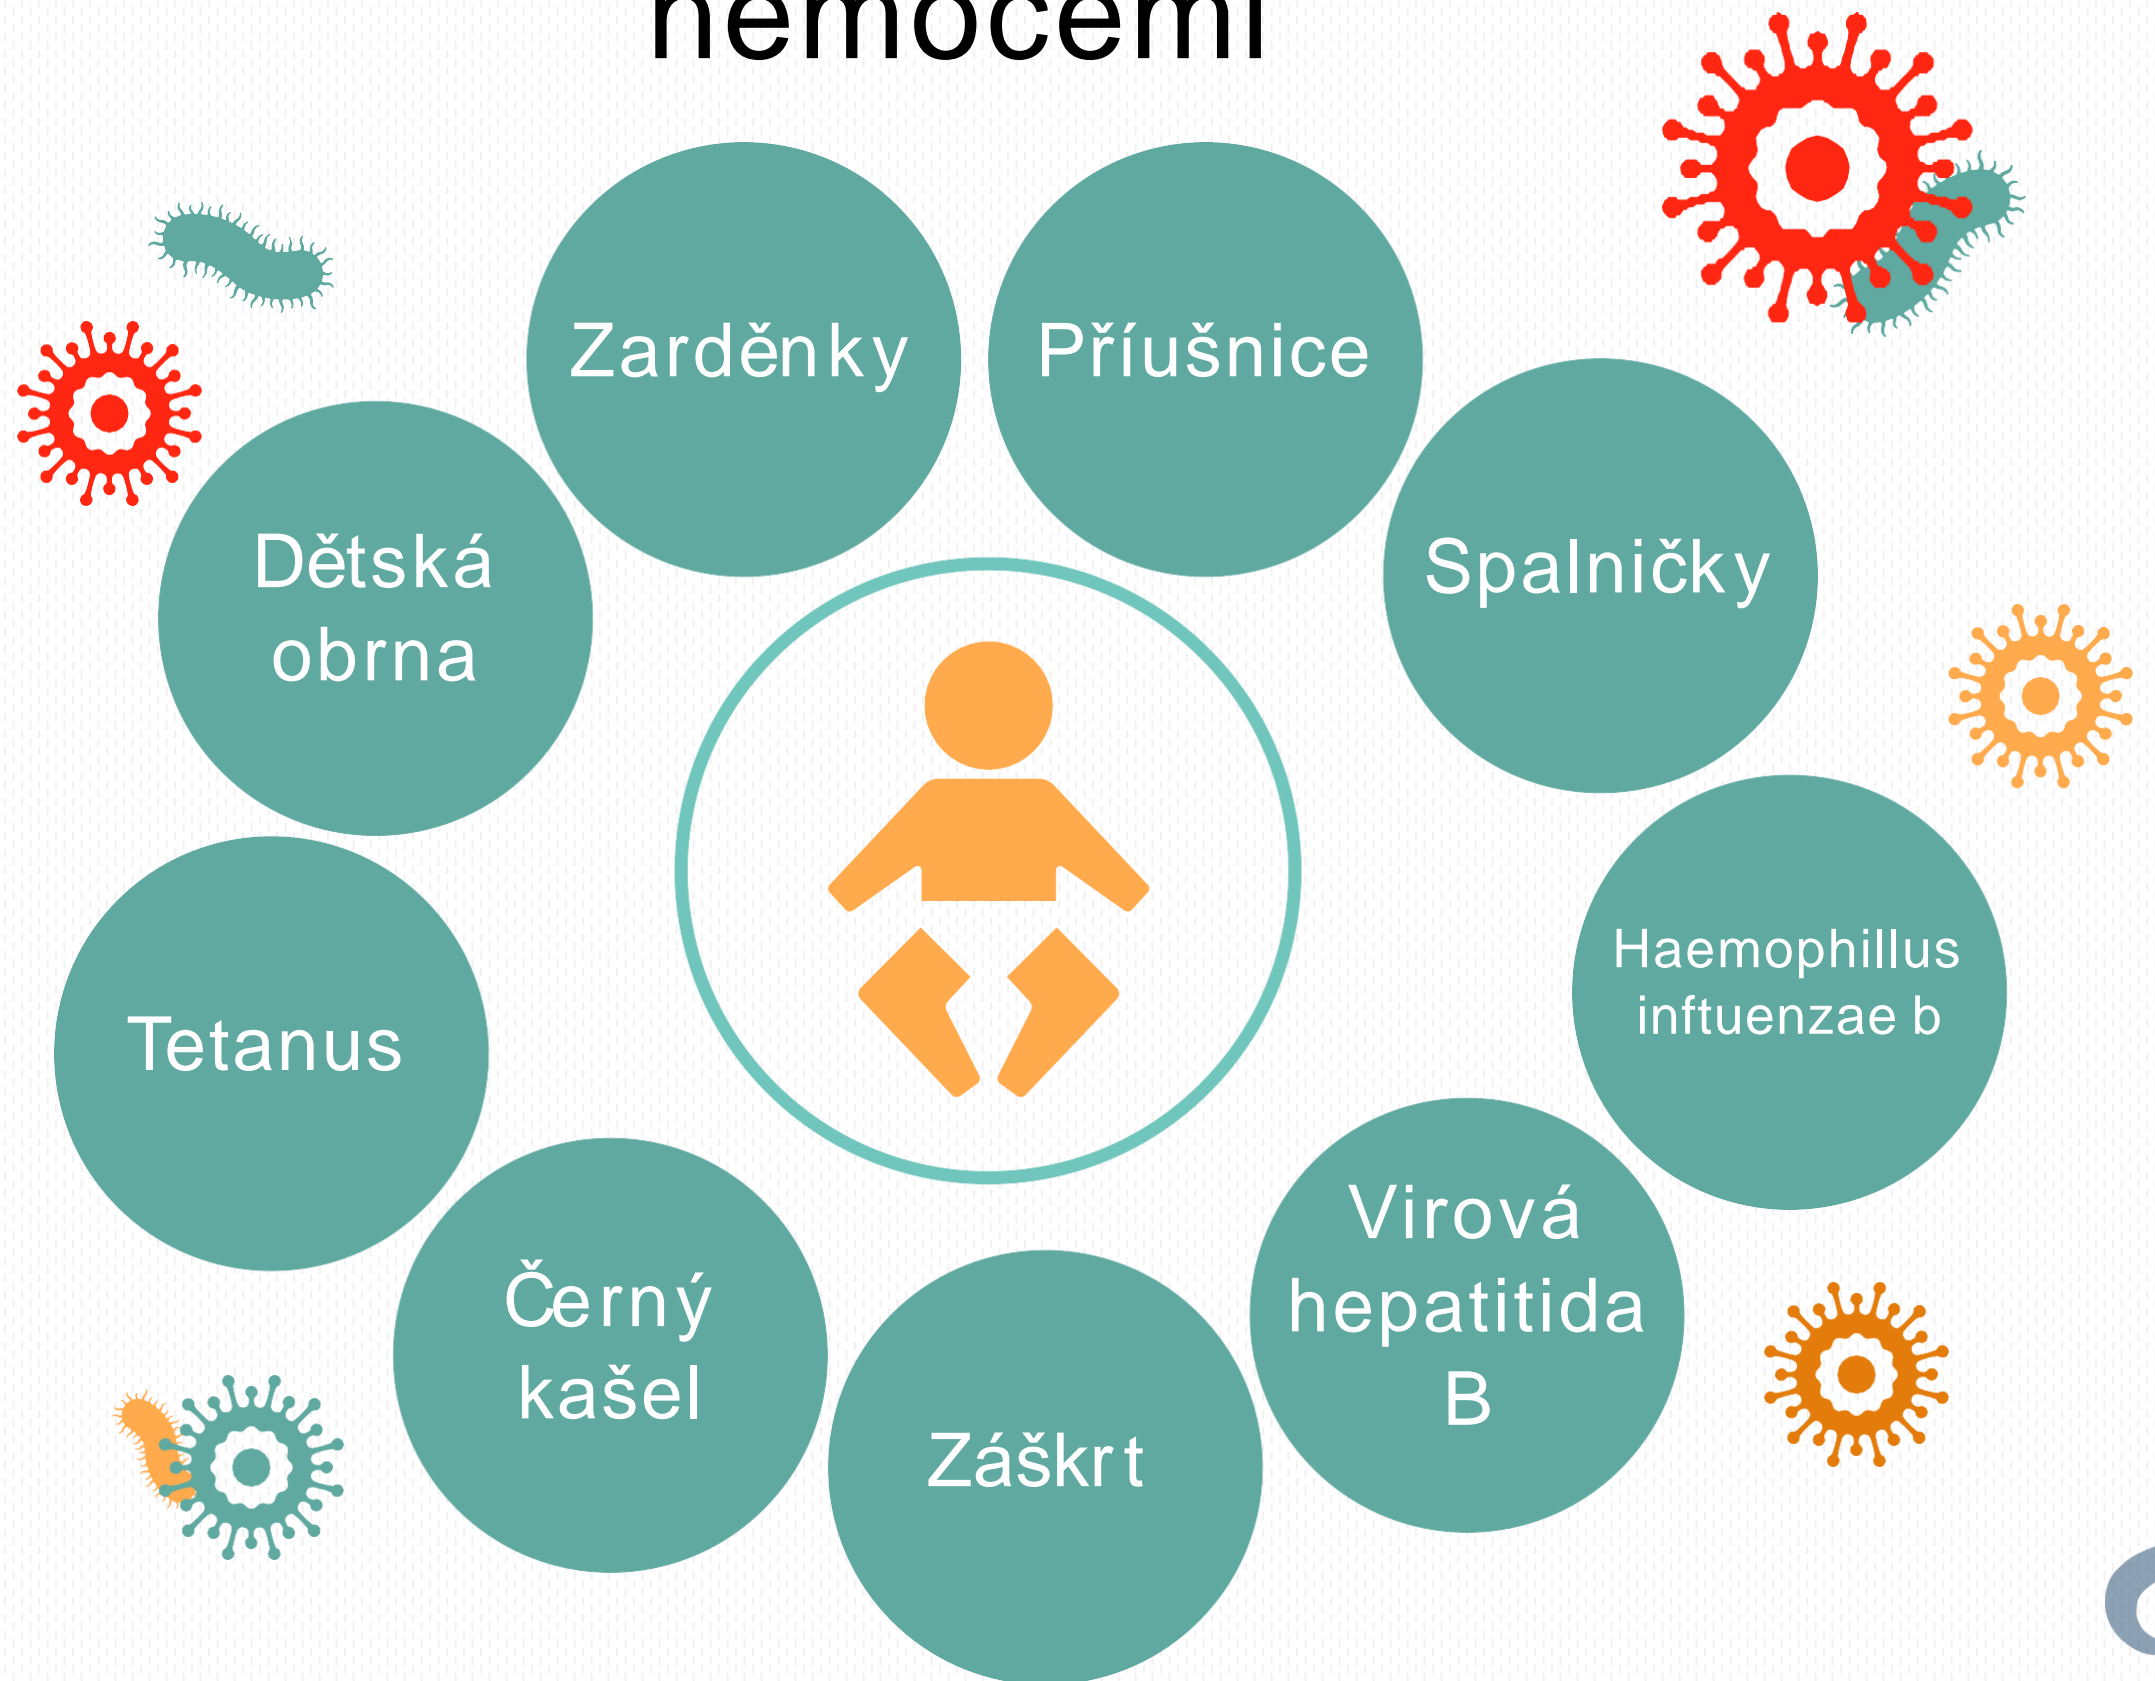 nemocemi
Zarděnky
Příušnice
Spalničky
Dětská
obrna
Haemophillus
inftuenzae b
Tetanus
Virová
hepatitida
B
Černý
kašel
Záškrt